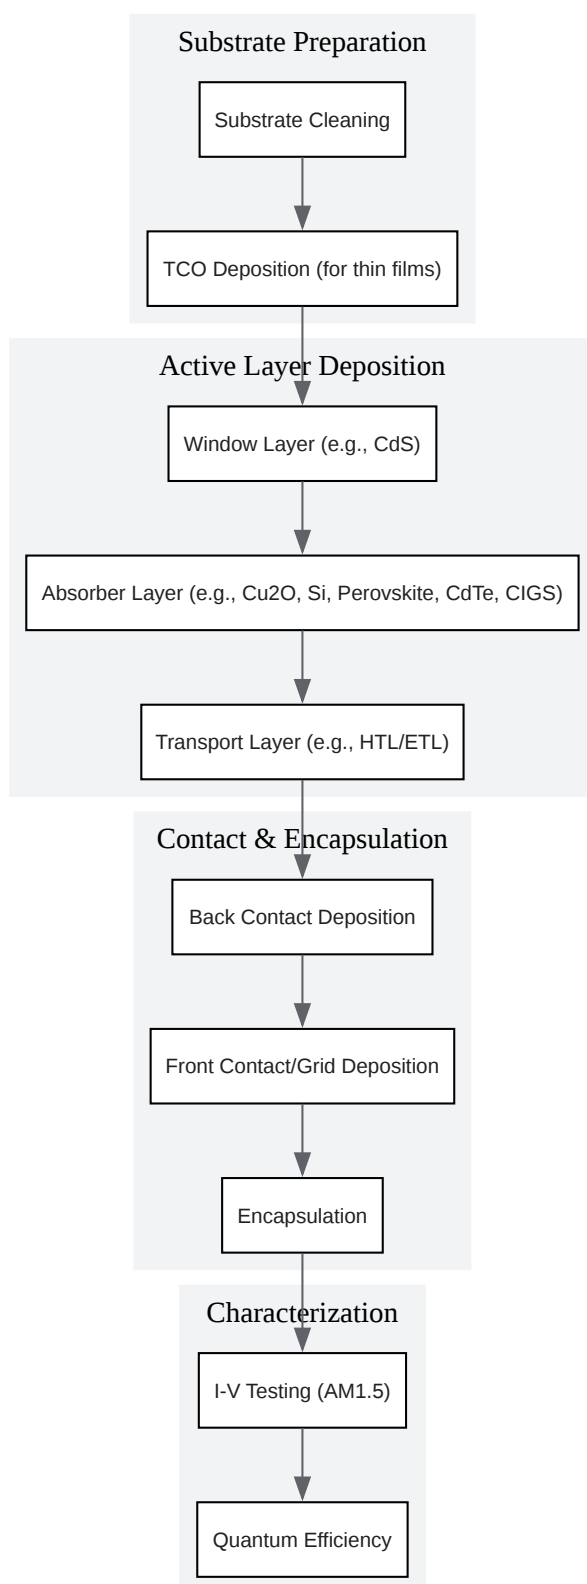 Substrate Preparation
Substrate Cleaning
TCO Deposition (for thin films)
Active Layer Deposition
Window Layer (e.g., CdS)
Absorber Layer (e.g., Cu2O, Si, Perovskite, CdTe, CIGS)
Transport Layer (e.g., HTL/ETL)
Contact & Encapsulation
Back Contact Deposition
Front Contact/Grid Deposition
Encapsulation
Characterization
I-V Testing (AM1.5)
Quantum Efficiency